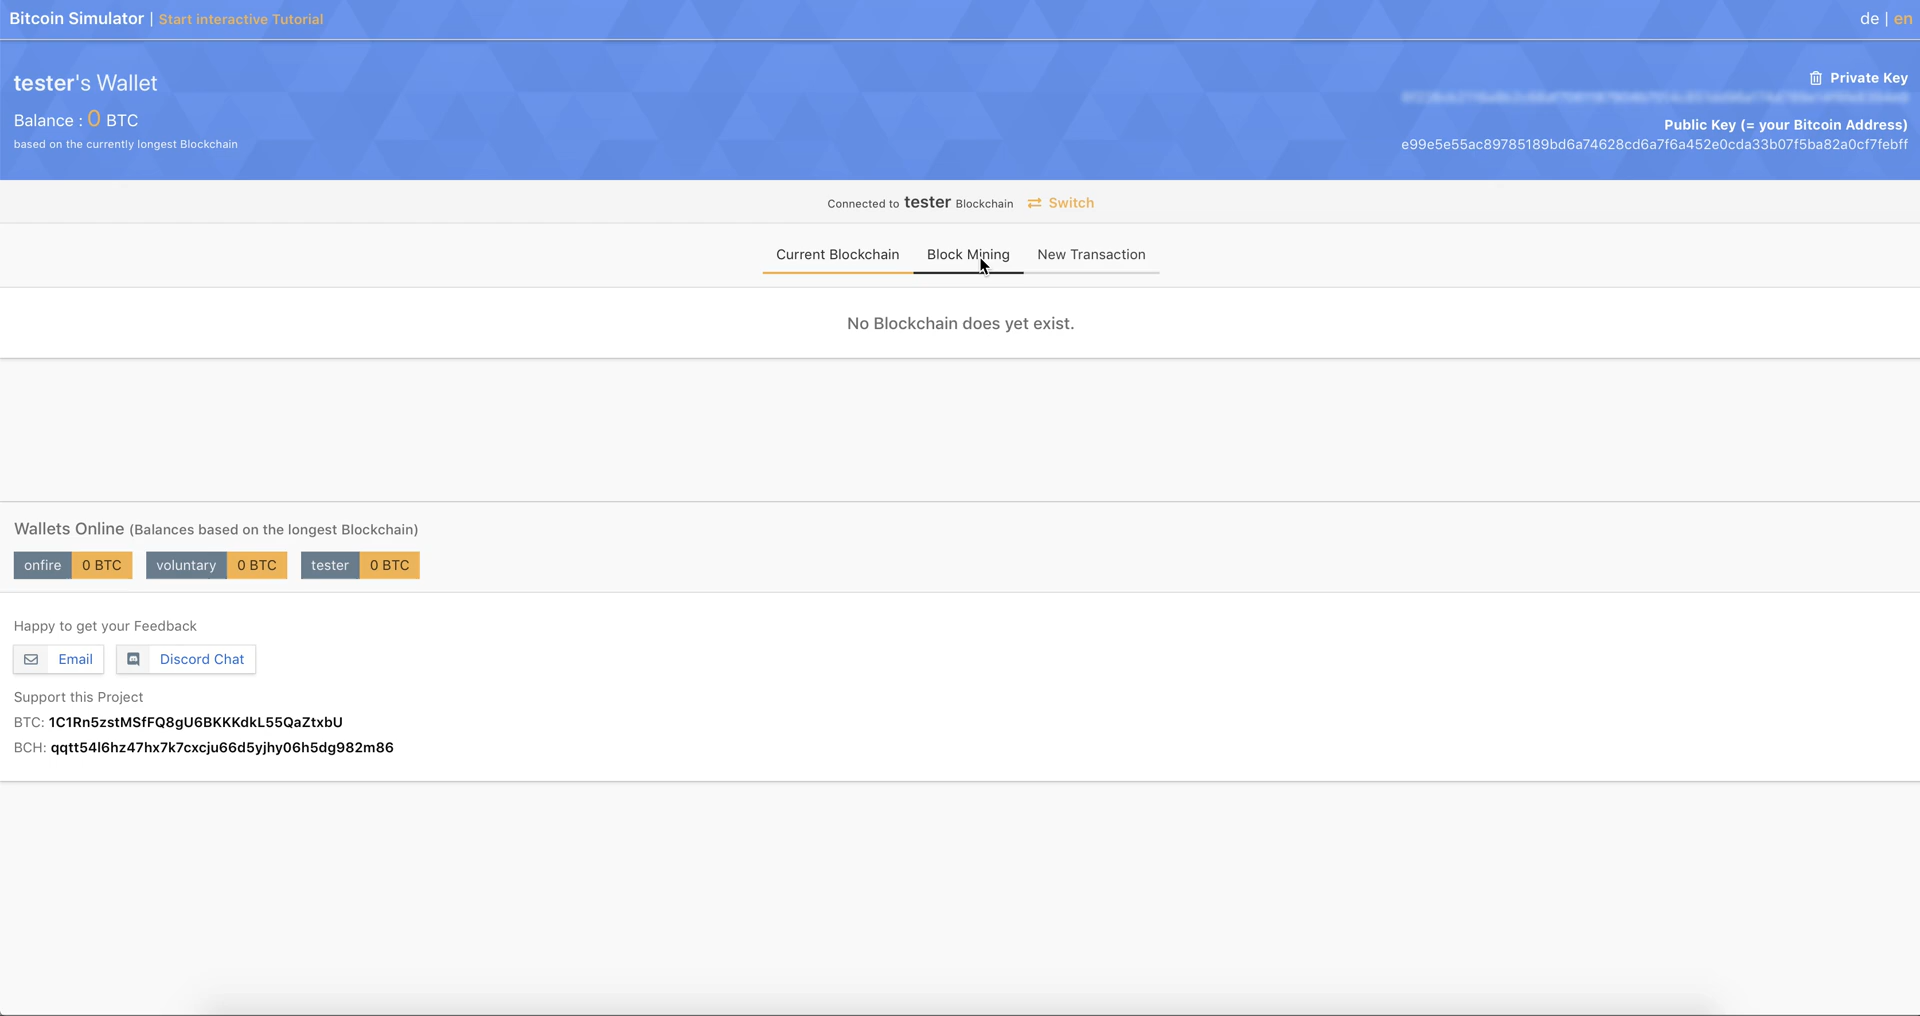 Bitcoin Simulator | Start interactive Tutorial
de | en
tester's Wallet
Balance : 0 BTC
based on the currently longest Blockchain
Private Key
Public Key (= your Bitcoin Address)
e99e5e55ac89785189bd6a74628cd6a7f6a452e0cda33b07f5ba82a0cf7febff
Connected to tester Blockchain Switch
Current Blockchain Block Mining New Transaction
No Blockchain does yet exist.
Wallets Online (Balances based on the longest Blockchain)
onfire 0 BTC voluntary 0 BTC tester 0 BTC
Happy to get your Feedback
Email Discord Chat
Support this Project
BTC: 1C1Rn5zstMSfFQ8gU6BKKKdkL55QaZtxbU
BCH: qqtt54l6hz47hx7k7cxcju66d5yjhy06h5dg982m86